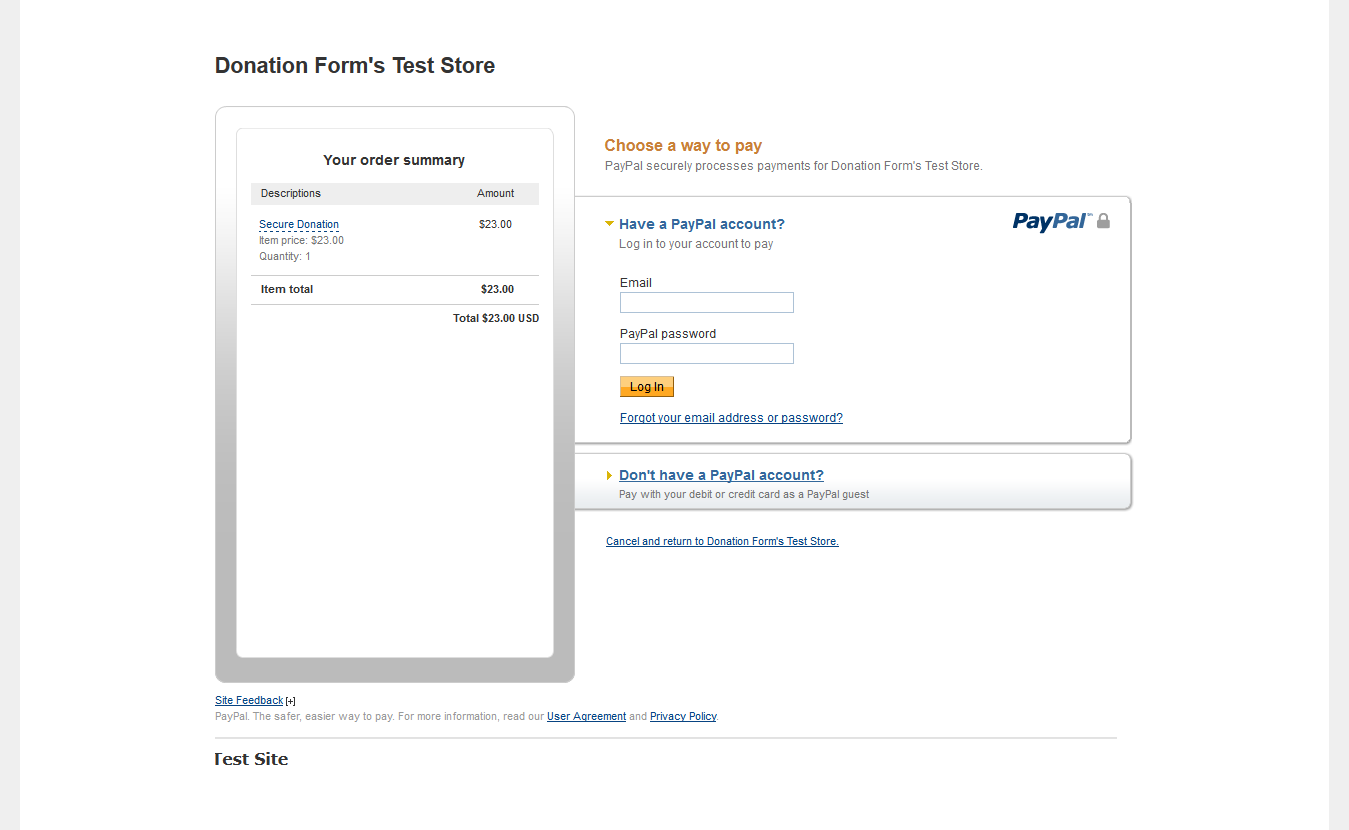 Donation Form's Test Store
Your order summary
Descriptions Amount
Secure Donation $23.00
Item price: $23.00
Quantity: 1
Item total $23.00
Total $23.00 USD
Choose a way to pay
PayPal securely processes payments for Donation Form's Test Store.
Have a PayPal account?
PayPal
Log in to your account to pay
Email
PayPal password
Log In
Forgot your email address or password?
Don't have a PayPal account?
Pay with your debit or credit card as a PayPal guest
Cancel and return to Donation Form's Test Store.
Site Feedback [+]
PayPal. The safer, easier way to pay. For more information, read our User Agreement and Privacy Policy.
Test Site